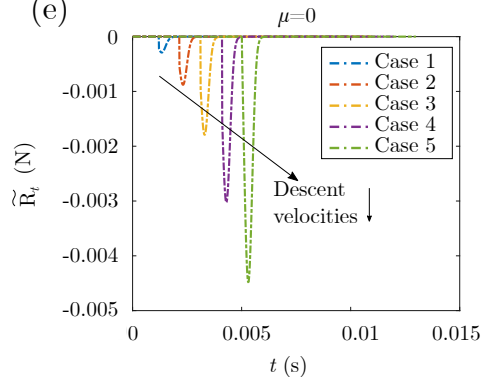 (e)
μ=0
R̃_t (N)
0
-0.001
-0.002
-0.003
-0.004
-0.005
Case 1
Case 2
Case 3
Case 4
Case 5
Descent
velocities
0
0.005
0.01
0.015
t (s)